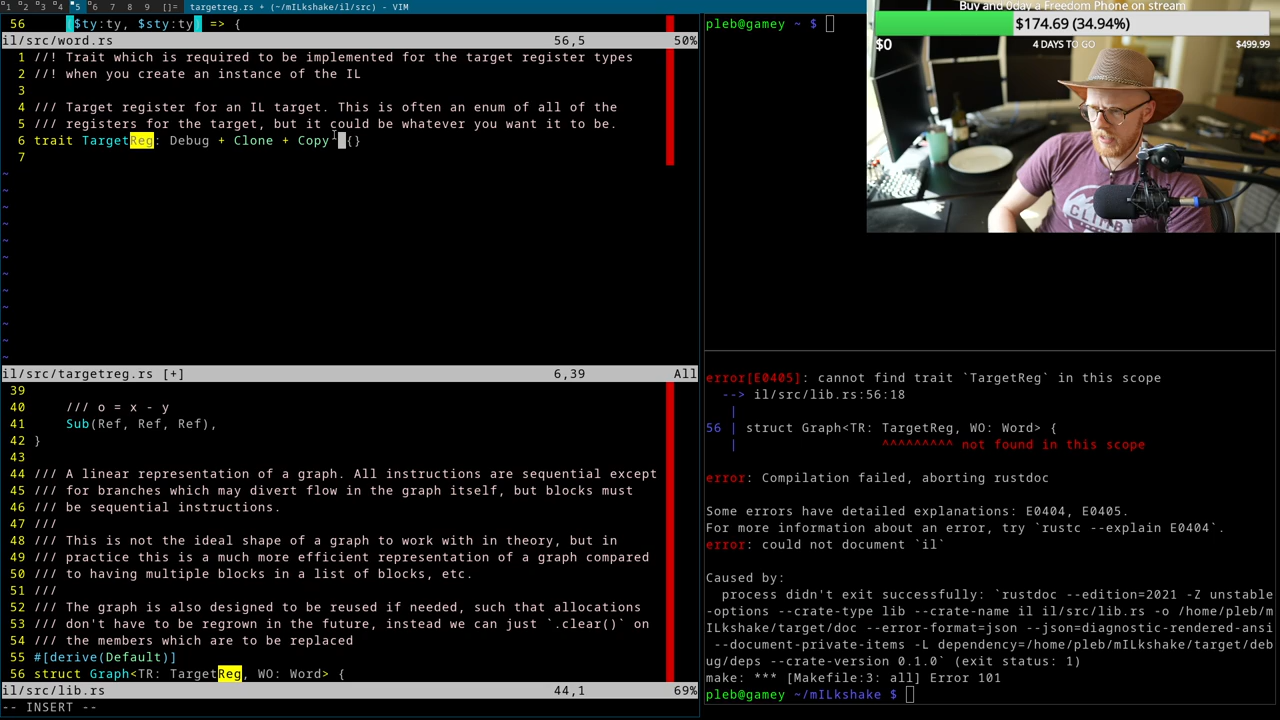 1 2 3 4 5 6 7 8 9 []= targetreg.rs + (~/mILkshake/il/src) - VIM
56 ($ty:ty, $sty:ty) => {
il/src/word.rs 56,5 50%
1 //! Trait which is required to be implemented for the target register types
2 //! when you create an instance of the IL
3
4 /// Target register for an IL target. This is often an enum of all of the
5 /// registers for the target, but it could be whatever you want it to be.
6 trait TargetReg: Debug + Clone + Copy {}
7
~
~
~
~
~
~
~
~
~
~
~
~
il/src/targetreg.rs [+] 6,39 All
39
40 /// o = x - y
41 Sub(Ref, Ref, Ref),
42 }
43
44 /// A linear representation of a graph. All instructions are sequential except
45 /// for branches which may divert flow in the graph itself, but blocks must
46 /// be sequential instructions.
47 ///
48 /// This is not the ideal shape of a graph to work with in theory, but in
49 /// practice this is a much more efficient representation of a graph compared
50 /// to having multiple blocks in a list of blocks, etc.
51 ///
52 /// The graph is also designed to be reused if needed, such that allocations
53 /// don't have to be regrown in the future, instead we can just `.clear()` on
54 /// the members which are to be replaced
55 #[derive(Default)]
56 struct Graph<TR: TargetReg, WO: Word> {
il/src/lib.rs 44,1 69%
-- INSERT --
pleb@gamey ~ $
Buy and 0day a Freedom Phone on stream
$174.69 (34.94%)
$0 4 DAYS TO GO $499.99
CLIMB
error[E0405]: cannot find trait `TargetReg` in this scope
--> il/src/lib.rs:56:18
|
56 | struct Graph<TR: TargetReg, WO: Word> {
| ^^^^^^^^^ not found in this scope
error: Compilation failed, aborting rustdoc
Some errors have detailed explanations: E0404, E0405.
For more information about an error, try `rustc --explain E0404`.
error: could not document `il`
Caused by:
process didn't exit successfully: `rustdoc --edition=2021 -Z unstable
-options --crate-type lib --crate-name il il/src/lib.rs -o /home/pleb/m
ILkshake/target/doc --error-format=json --json=diagnostic-rendered-ansi
--document-private-items -L dependency=/home/pleb/mILkshake/target/deb
ug/deps --crate-version 0.1.0` (exit status: 1)
make: *** [Makefile:3: all] Error 101
pleb@gamey ~/mILkshake $